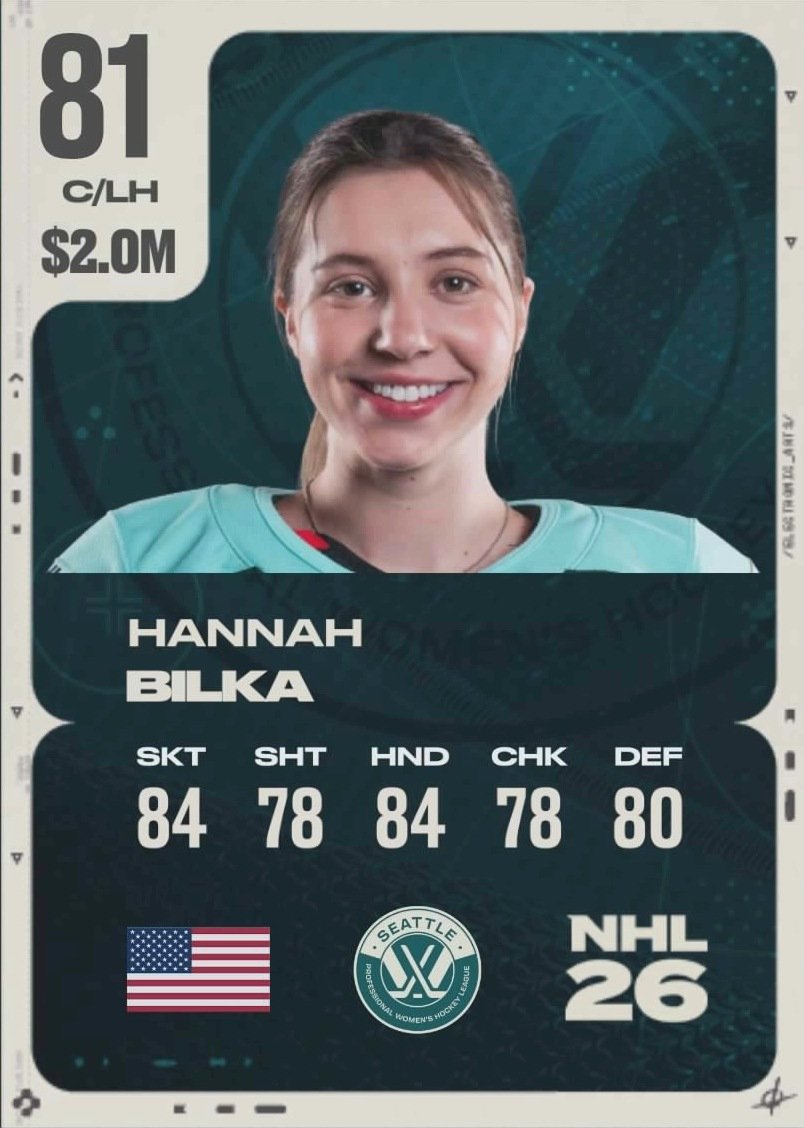 81
C/LH
$2.0M
HANNAH
BILKA
SKT SHT HND CHK DEF
84 78 84 78 80
SEATTLE
PROFESSIONAL WOMEN'S HOCKEY LEAGUE
NHL
26